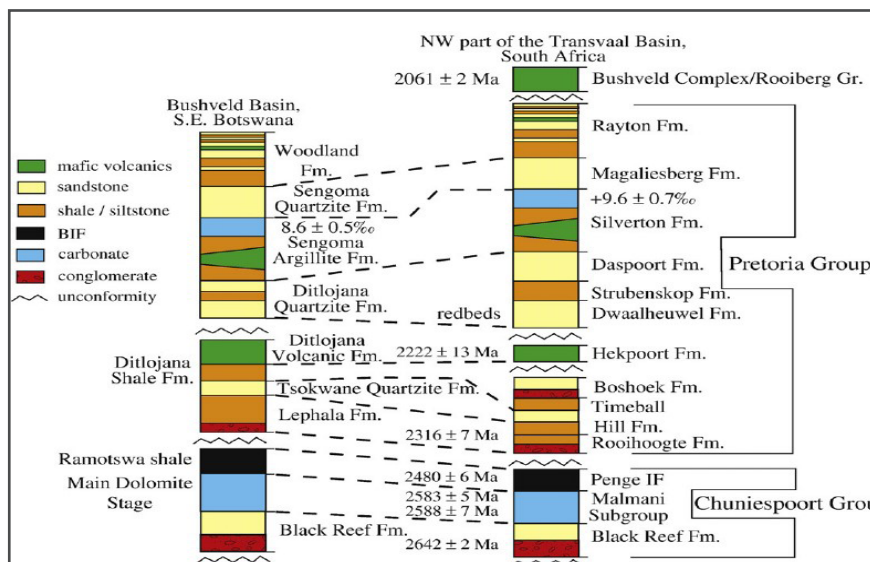 NW part of the Transvaal Basin,
South Africa
2061 ± 2 Ma
Bushveld Complex/Rooiberg Gr.
Bushveld Basin,
S.E. Botswana
mafic volcanics
sandstone
shale / siltstone
BIF
carbonate
conglomerate
unconformity
Woodland
Fm.
Sengoma
Quartzite Fm.
8.6 ± 0.5‰
Sengoma
Argillite Fm.
Ditlojana
Quartzite Fm.
Ditlojana
Volcanic Fm.
Ditlojana
Shale Fm.
Tsokwane Quartzite Fm.
Lephala Fm.
Ramotswa shale
Main Dolomite
Stage
Black Reef Fm.
redbeds
2222 ± 13 Ma
2316 ± 7 Ma
2480 ± 6 Ma
2583 ± 5 Ma
2588 ± 7 Ma
2642 ± 2 Ma
Rayton Fm.
Magaliesberg Fm.
+9.6 ± 0.7‰
Silverton Fm.
Daspoort Fm.
Strubenskop Fm.
Dwaalheuwel Fm.
Hekpoort Fm.
Boshoek Fm.
Timeball
Hill Fm.
Rooihoogte Fm.
Penge IF
Malmani
Subgroup
Black Reef Fm.
Pretoria Group
Chuniespoort Grou